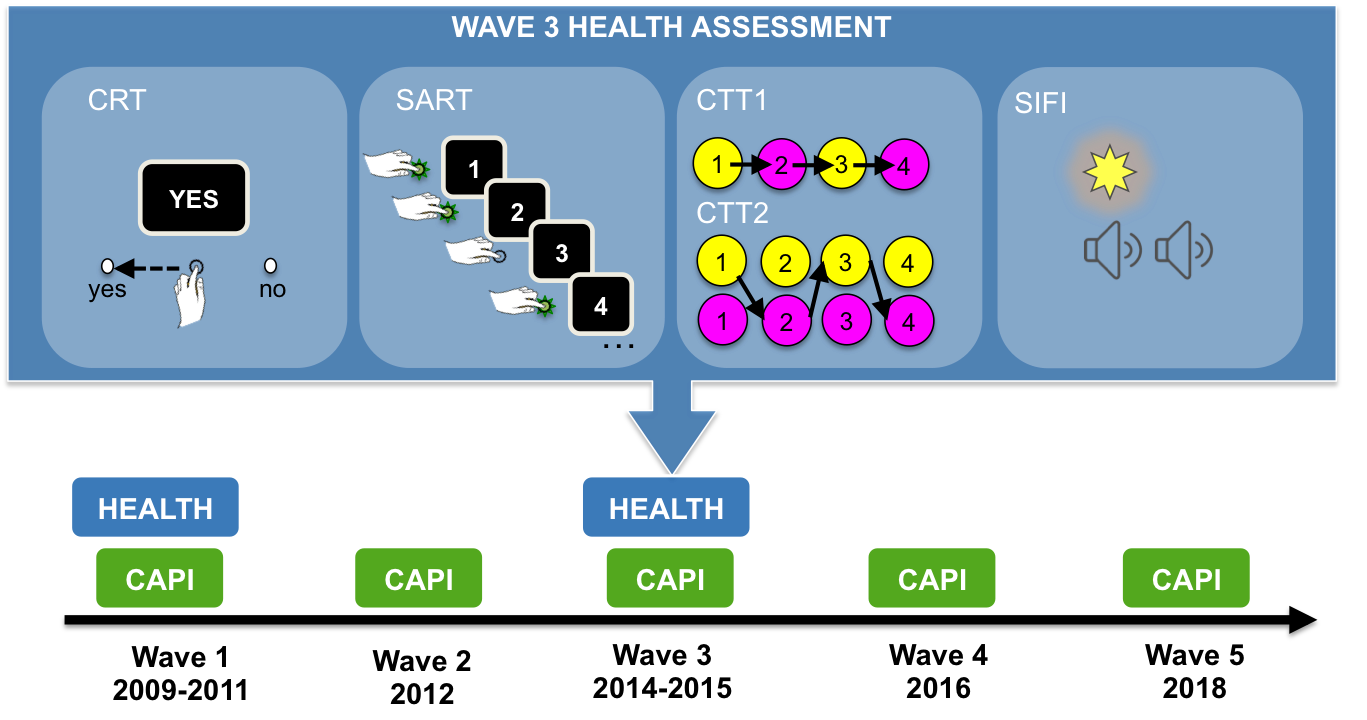 WAVE 3 HEALTH ASSESSMENT
CRT
YES
yes
no
SART
1
2
3
4
...
CTT1
1 2 3 4
CTT2
1 2 3 4
1 2 3 4
SIFI
HEALTH HEALTH
CAPI CAPI CAPI CAPI CAPI
Wave 1
2009-2011
Wave 2
2012
Wave 3
2014-2015
Wave 4
2016
Wave 5
2018